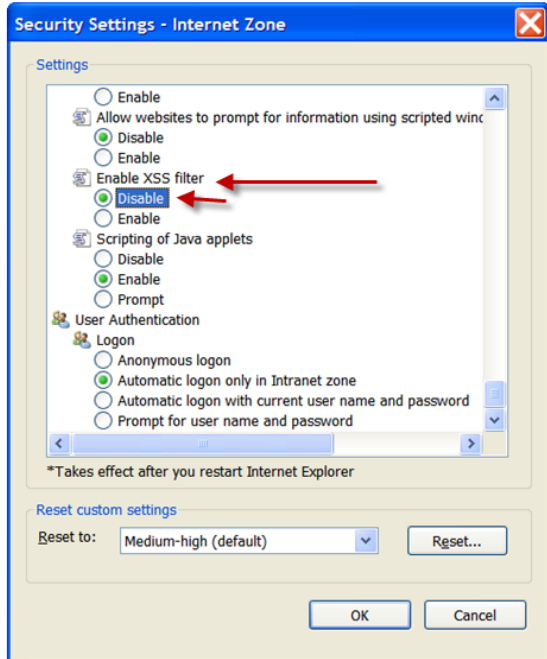 Security Settings - Internet Zone
Settings
Enable
Allow websites to prompt for information using scripted wind
Disable
Enable
Enable XSS filter
Disable
Enable
Scripting of Java applets
Disable
Enable
Prompt
User Authentication
Logon
Anonymous logon
Automatic logon only in Intranet zone
Automatic logon with current user name and password
Prompt for user name and password
*Takes effect after you restart Internet Explorer
Reset custom settings
Reset to: Medium-high (default) Reset...
OK Cancel